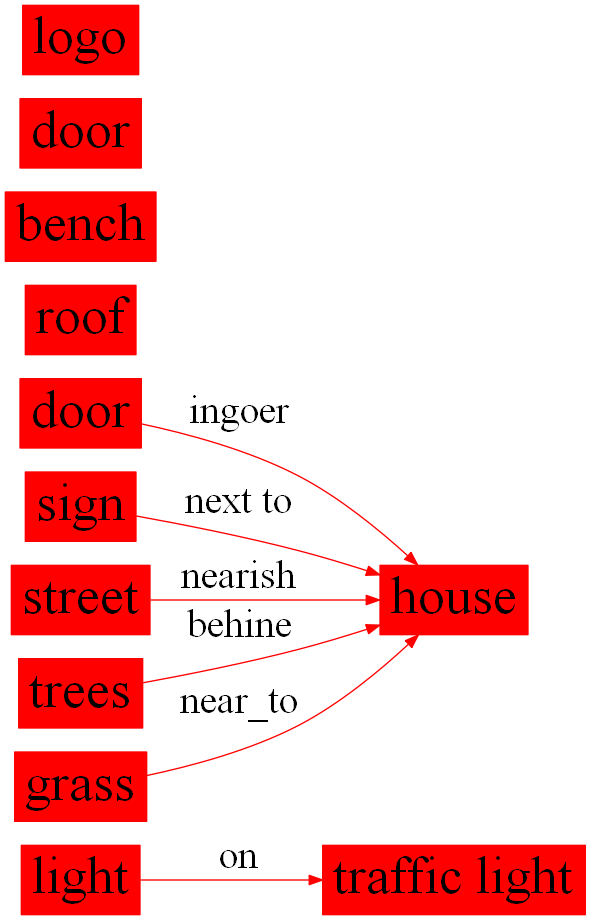 logo
door
bench
roof
door
ingoer
sign
next to
street
nearish
house
behine
trees
near_to
grass
light
on
traffic light